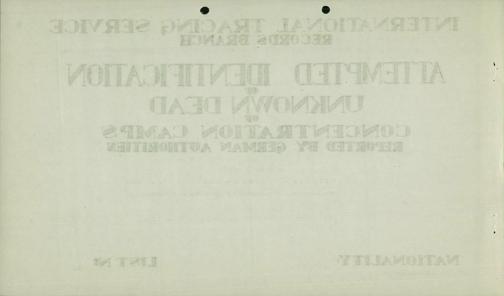 INTERNATIONAL TRACING SERVICE
RECORDS BRANCH
ATTEMPTED IDENTIFICATION
OF
UNKNOWN DEAD
OF
CONCENTRATION CAMPS
REPORTED BY GERMAN AUTHORITIES
NATIONALITY LIST Nº